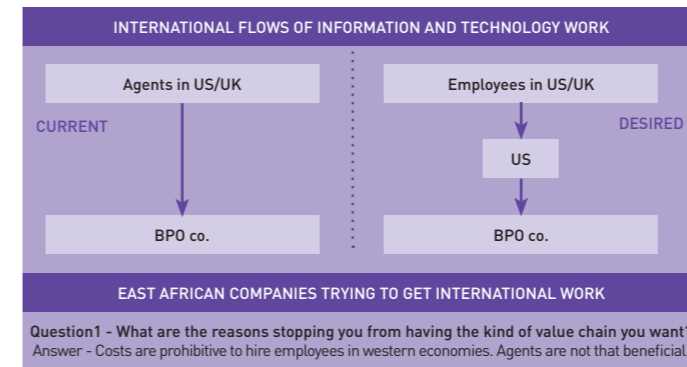 INTERNATIONAL FLOWS OF INFORMATION AND TECHNOLOGY WORK
Agents in US/UK
CURRENT
BPO co.
Employees in US/UK
DESIRED
US
BPO co.
EAST AFRICAN COMPANIES TRYING TO GET INTERNATIONAL WORK
Question1 - What are the reasons stopping you from having the kind of value chain you want?
Answer - Costs are prohibitive to hire employees in western economies. Agents are not that beneficial